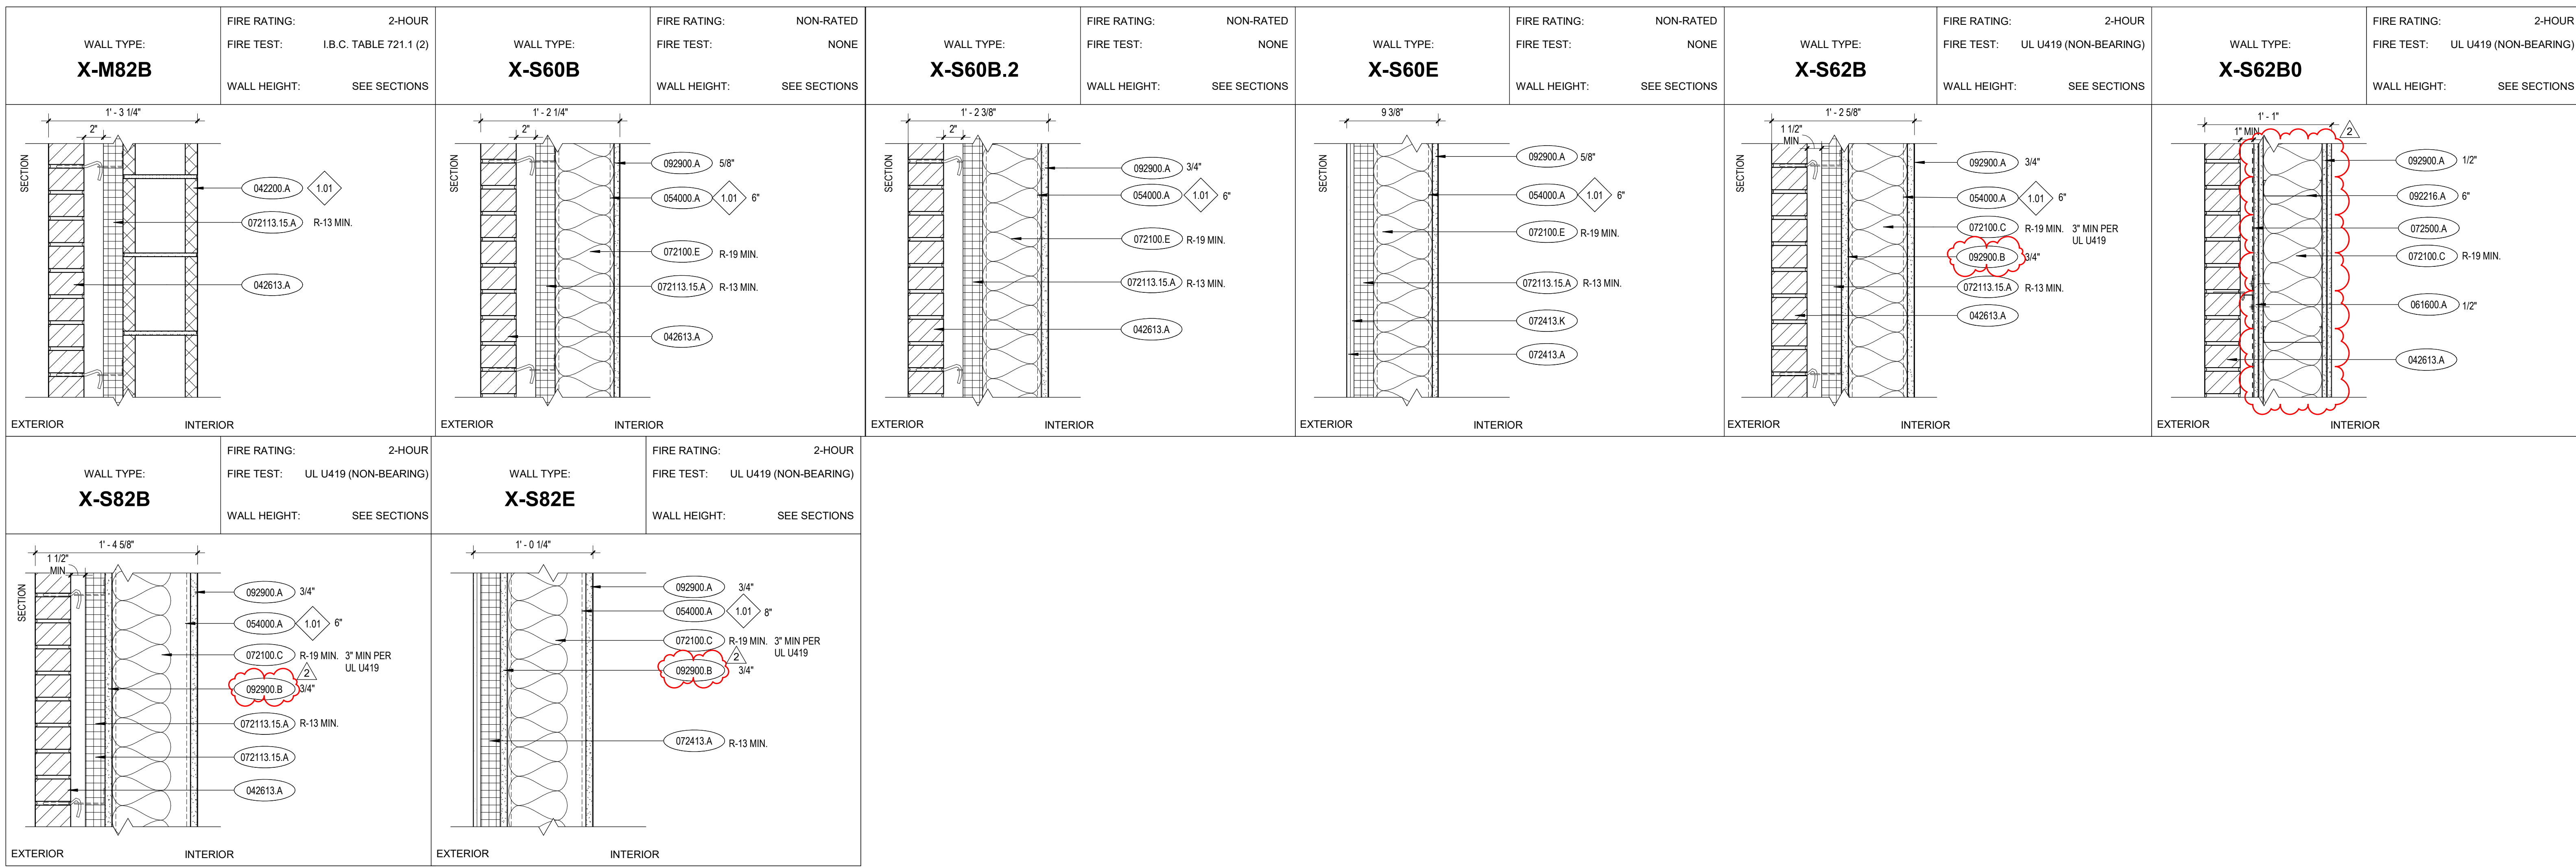 WALL TYPE:
X-M82B
FIRE RATING: 2-HOUR
FIRE TEST: I.B.C. TABLE 721.1 (2)
WALL HEIGHT: SEE SECTIONS
1' - 3 1/4"
2"
SECTION
042200.A 1.01
072113.15.A R-13 MIN.
042613.A
EXTERIOR INTERIOR
WALL TYPE:
X-S60B
FIRE RATING: NON-RATED
FIRE TEST: NONE
WALL HEIGHT: SEE SECTIONS
1' - 2 1/4"
2"
SECTION
092900.A 5/8"
054000.A 1.01 6"
072100.E R-19 MIN.
072113.15.A R-13 MIN.
042613.A
EXTERIOR INTERIOR
WALL TYPE:
X-S60B.2
FIRE RATING: NON-RATED
FIRE TEST: NONE
WALL HEIGHT: SEE SECTIONS
1' - 2 3/8"
2"
SECTION
092900.A 3/4"
054000.A 1.01 6"
072100.E R-19 MIN.
072113.15.A R-13 MIN.
042613.A
EXTERIOR INTERIOR
WALL TYPE:
X-S60E
FIRE RATING: NON-RATED
FIRE TEST: NONE
WALL HEIGHT: SEE SECTIONS
9 3/8"
SECTION
092900.A 5/8"
054000.A 1.01 6"
072100.E R-19 MIN.
072113.15.A R-13 MIN.
072413.K
072413.A
EXTERIOR INTERIOR
WALL TYPE:
X-S62B
FIRE RATING: 2-HOUR
FIRE TEST: UL U419 (NON-BEARING)
WALL HEIGHT: SEE SECTIONS
1' - 2 5/8"
1 1/2"
MIN
SECTION
092900.A 3/4"
054000.A 1.01 6"
072100.C R-19 MIN. 3" MIN PER
UL U419
092900.B 3/4"
072113.15.A R-13 MIN.
042613.A
EXTERIOR INTERIOR
WALL TYPE:
X-S62B0
FIRE RATING: 2-HOUR
FIRE TEST: UL U419 (NON-BEARING)
WALL HEIGHT: SEE SECTIONS
1' - 1"
1" MIN
2
092900.A 1/2"
092216.A 6"
072500.A
072100.C R-19 MIN.
061600.A 1/2"
042613.A
EXTERIOR INTERIOR
WALL TYPE:
X-S82B
FIRE RATING: 2-HOUR
FIRE TEST: UL U419 (NON-BEARING)
WALL HEIGHT: SEE SECTIONS
1' - 4 5/8"
1 1/2"
MIN
SECTION
092900.A 3/4"
054000.A 1.01 6"
072100.C R-19 MIN. 3" MIN PER
UL U419
2
092900.B 3/4"
072113.15.A R-13 MIN.
072113.15.A
042613.A
EXTERIOR INTERIOR
WALL TYPE:
X-S82E
FIRE RATING: 2-HOUR
FIRE TEST: UL U419 (NON-BEARING)
WALL HEIGHT: SEE SECTIONS
1' - 0 1/4"
092900.A 3/4"
054000.A 1.01 8"
072100.C R-19 MIN. 3" MIN PER
UL U419
2
092900.B 3/4"
072413.A R-13 MIN.
EXTERIOR INTERIOR